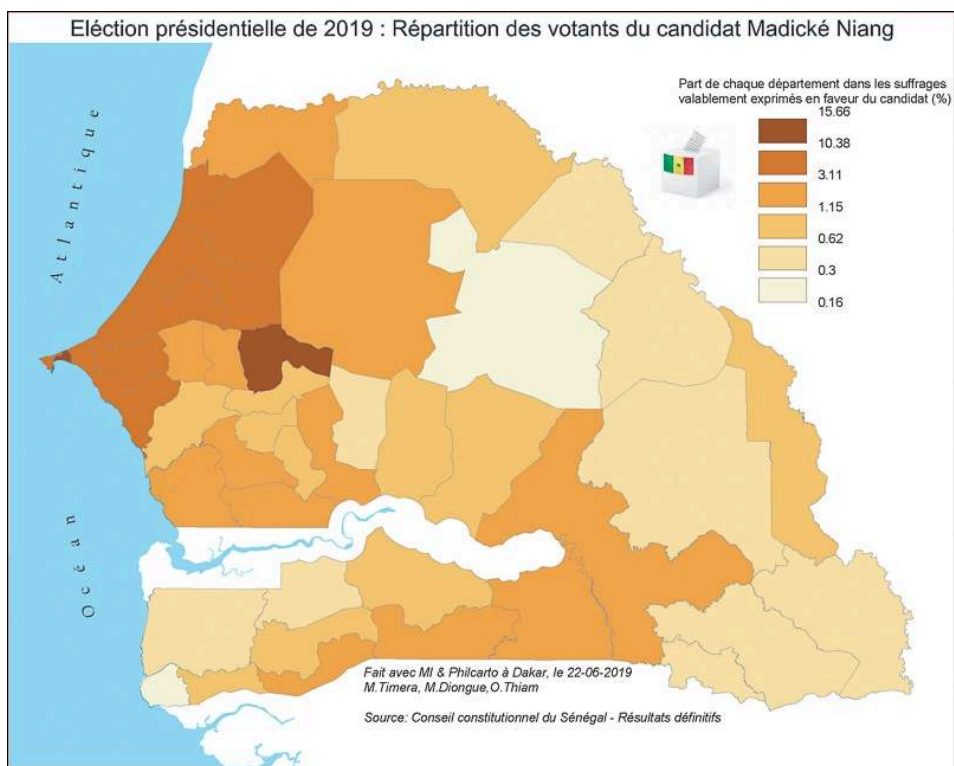 Eléction présidentielle de 2019 : Répartition des votants du candidat Madické Niang
Part de chaque département dans les suffrages
valablement exprimés en faveur du candidat (%)
15.66
10.38
3.11
1.15
0.62
0.3
0.16
Atlantique
Océan
Fait avec MI & Philcarto à Dakar, le 22-06-2019
M.Timera, M.Diongue,O.Thiam
Source: Conseil constitutionnel du Sénégal - Résultats définitifs